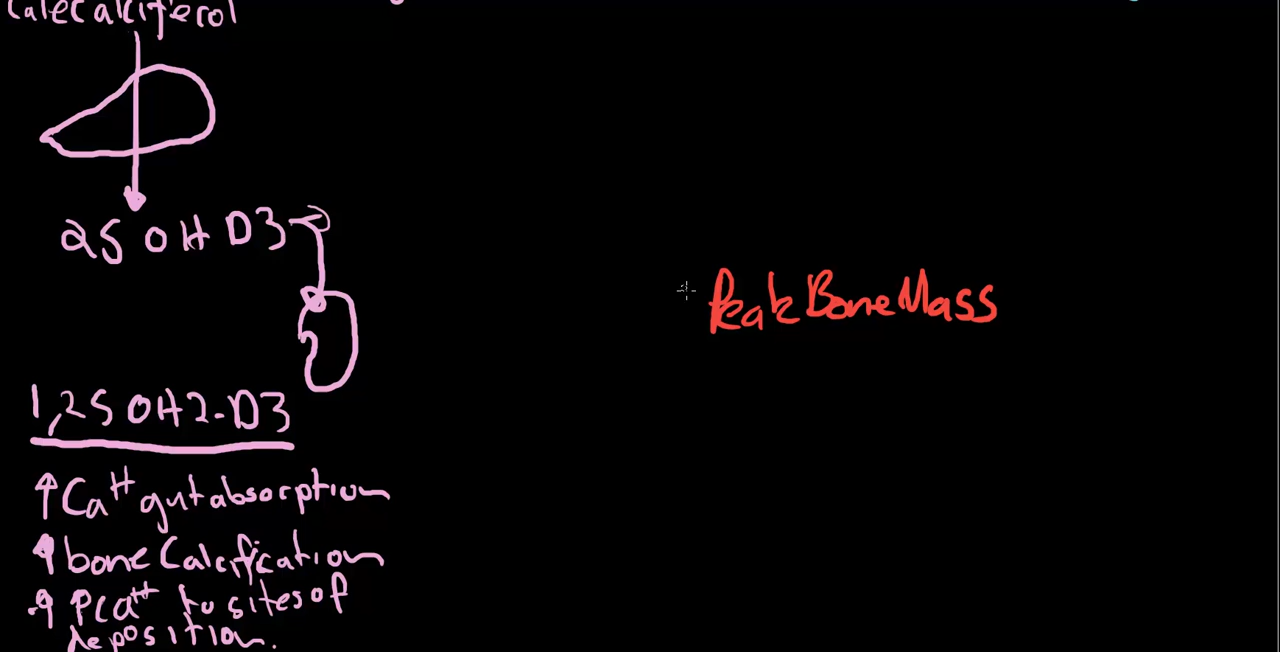 Calecalciferol
25 OH D3
Peak Bone Mass
1,25 OH2-D3
↑ Ca++ gut absorption
↑ bone Calcification
↑ PCa++ to sites of
deposition.